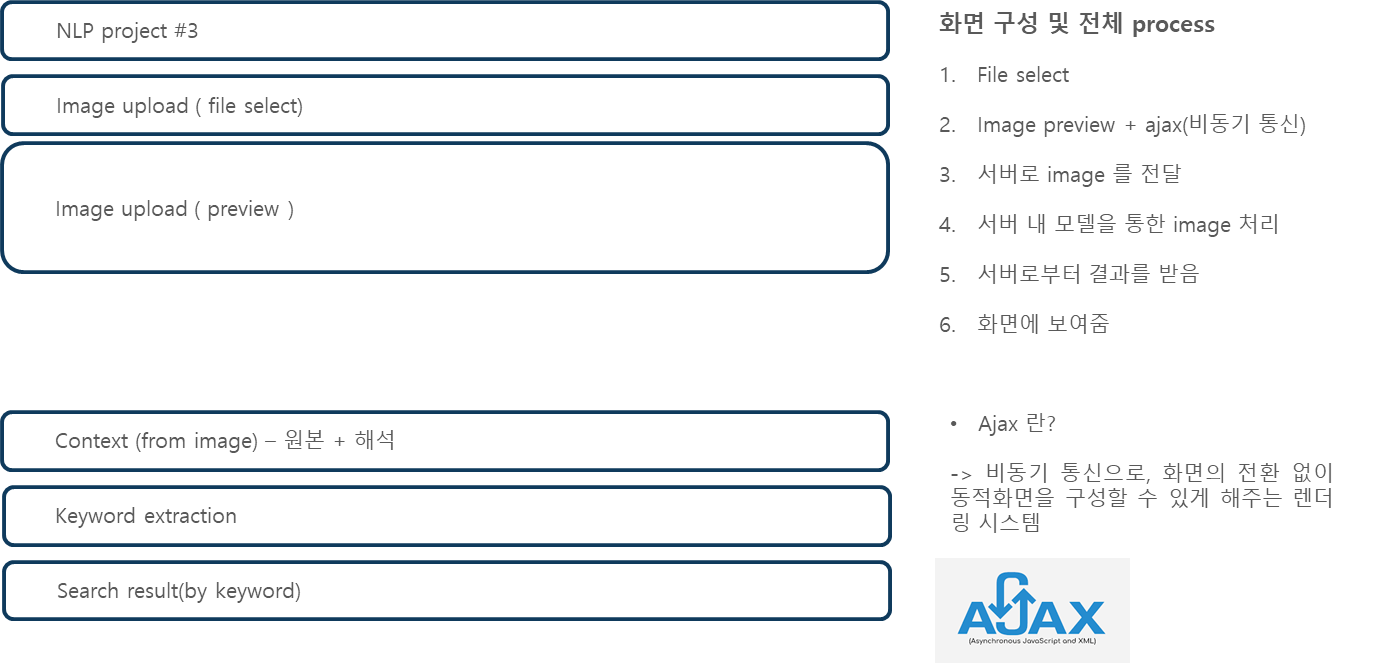 NLP project #3
Image upload ( file select)
Image upload ( preview )
Context (from image) – 원본 + 해석
Keyword extraction
Search result(by keyword)
화면 구성 및 전체 process
1. File select
2. Image preview + ajax(비동기 통신)
3. 서버로 image 를 전달
4. 서버 내 모델을 통한 image 처리
5. 서버로부터 결과를 받음
6. 화면에 보여줌
• Ajax 란?
-> 비동기 통신으로, 화면의 전환 없이
동적화면을 구성할 수 있게 해주는 렌더
링 시스템
AJAX
(Asynchronous JavaScript and XML)